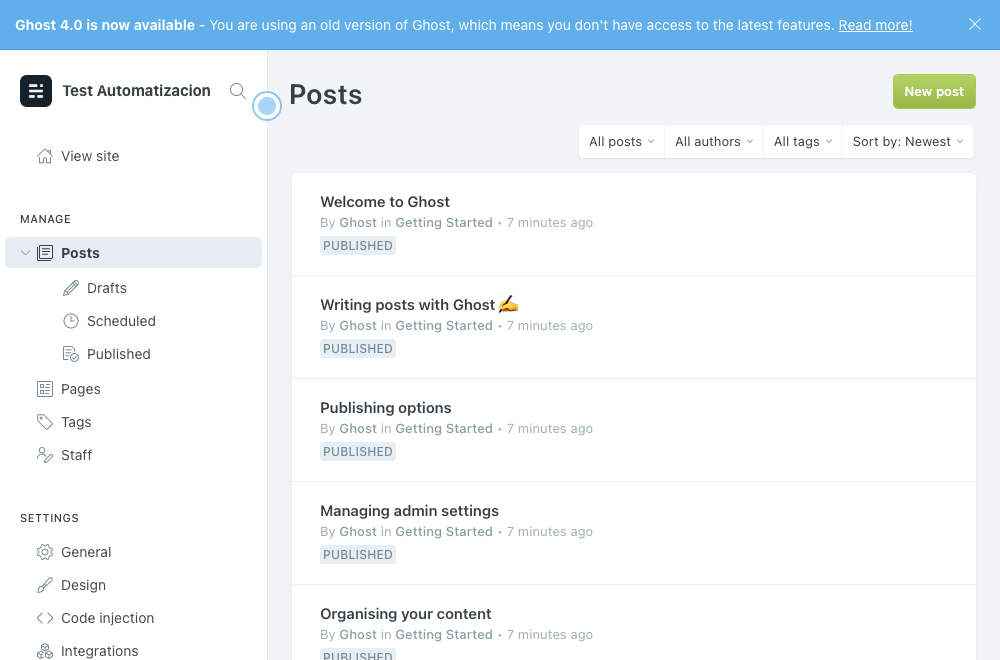 Ghost 4.0 is now available - You are using an old version of Ghost, which means you don't have access to the latest features. Read more!
Test Automatizacion
View site
MANAGE
Posts
Drafts
Scheduled
Published
Pages
Tags
Staff
SETTINGS
General
Design
Code injection
Integrations
Posts
New post
All posts
All authors
All tags
Sort by: Newest
Welcome to Ghost
By Ghost in Getting Started • 7 minutes ago
PUBLISHED
Writing posts with Ghost ✍️
By Ghost in Getting Started • 7 minutes ago
PUBLISHED
Publishing options
By Ghost in Getting Started • 7 minutes ago
PUBLISHED
Managing admin settings
By Ghost in Getting Started • 7 minutes ago
PUBLISHED
Organising your content
By Ghost in Getting Started • 7 minutes ago
PUBLISHED